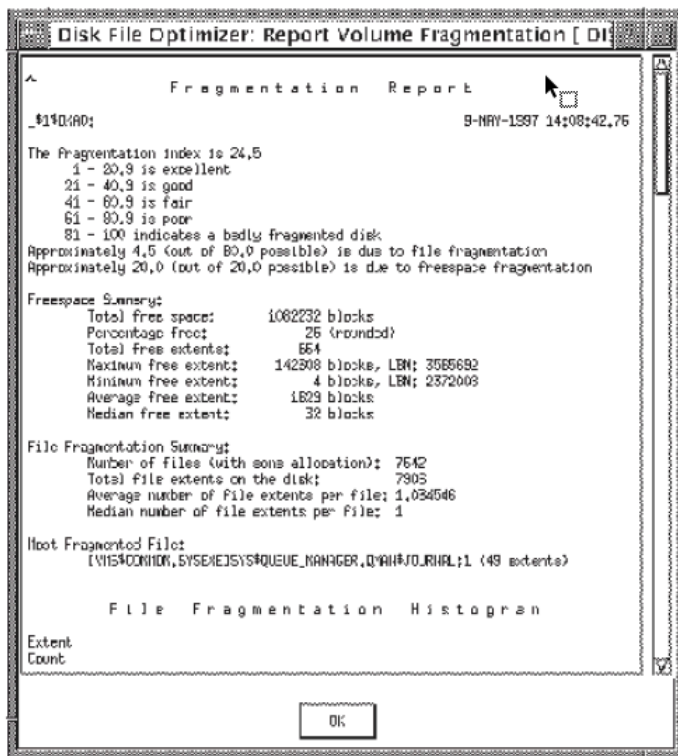 Disk File Optimizer: Report Volume Fragmentation [ DI
Fragmentation Report
9-MAY-1997 14:08:42.76
The fragmentation index is 24.5
1 - 20.9 is excellent
21 - 40.9 is good
41 - 60.9 is fair
61 - 80.9 is poor
81 - 100 indicates a badly fragmented disk
Approximately 4.5 (out of 80.0 possible) is due to file fragmentation
Approximately 20.0 (out of 20.0 possible) is due to freespace fragmentation
Freespace Summary:
Total free space: 1082232 blocks
Percentage free: 26 (rounded)
Total free extents: 664
Maximum free extent: 142308 blocks, LBN: 3565692
Minimum free extent: 4 blocks, LBN: 2372003
Average free extent: 1629 blocks
Median free extent: 32 blocks
File Fragmentation Summary:
Number of files (with some allocation): 7642
Total file extents on the disk: 7906
Average number of file extents per file: 1.034546
Median number of file extents per file: 1
Most Fragmented File:
[VMS$COMMON.SYSEXE]SYS$QUEUE_MANAGER.QMAN$JOURNAL;1 (49 extents)
File Fragmentation Histogram
Extent
Count
OK